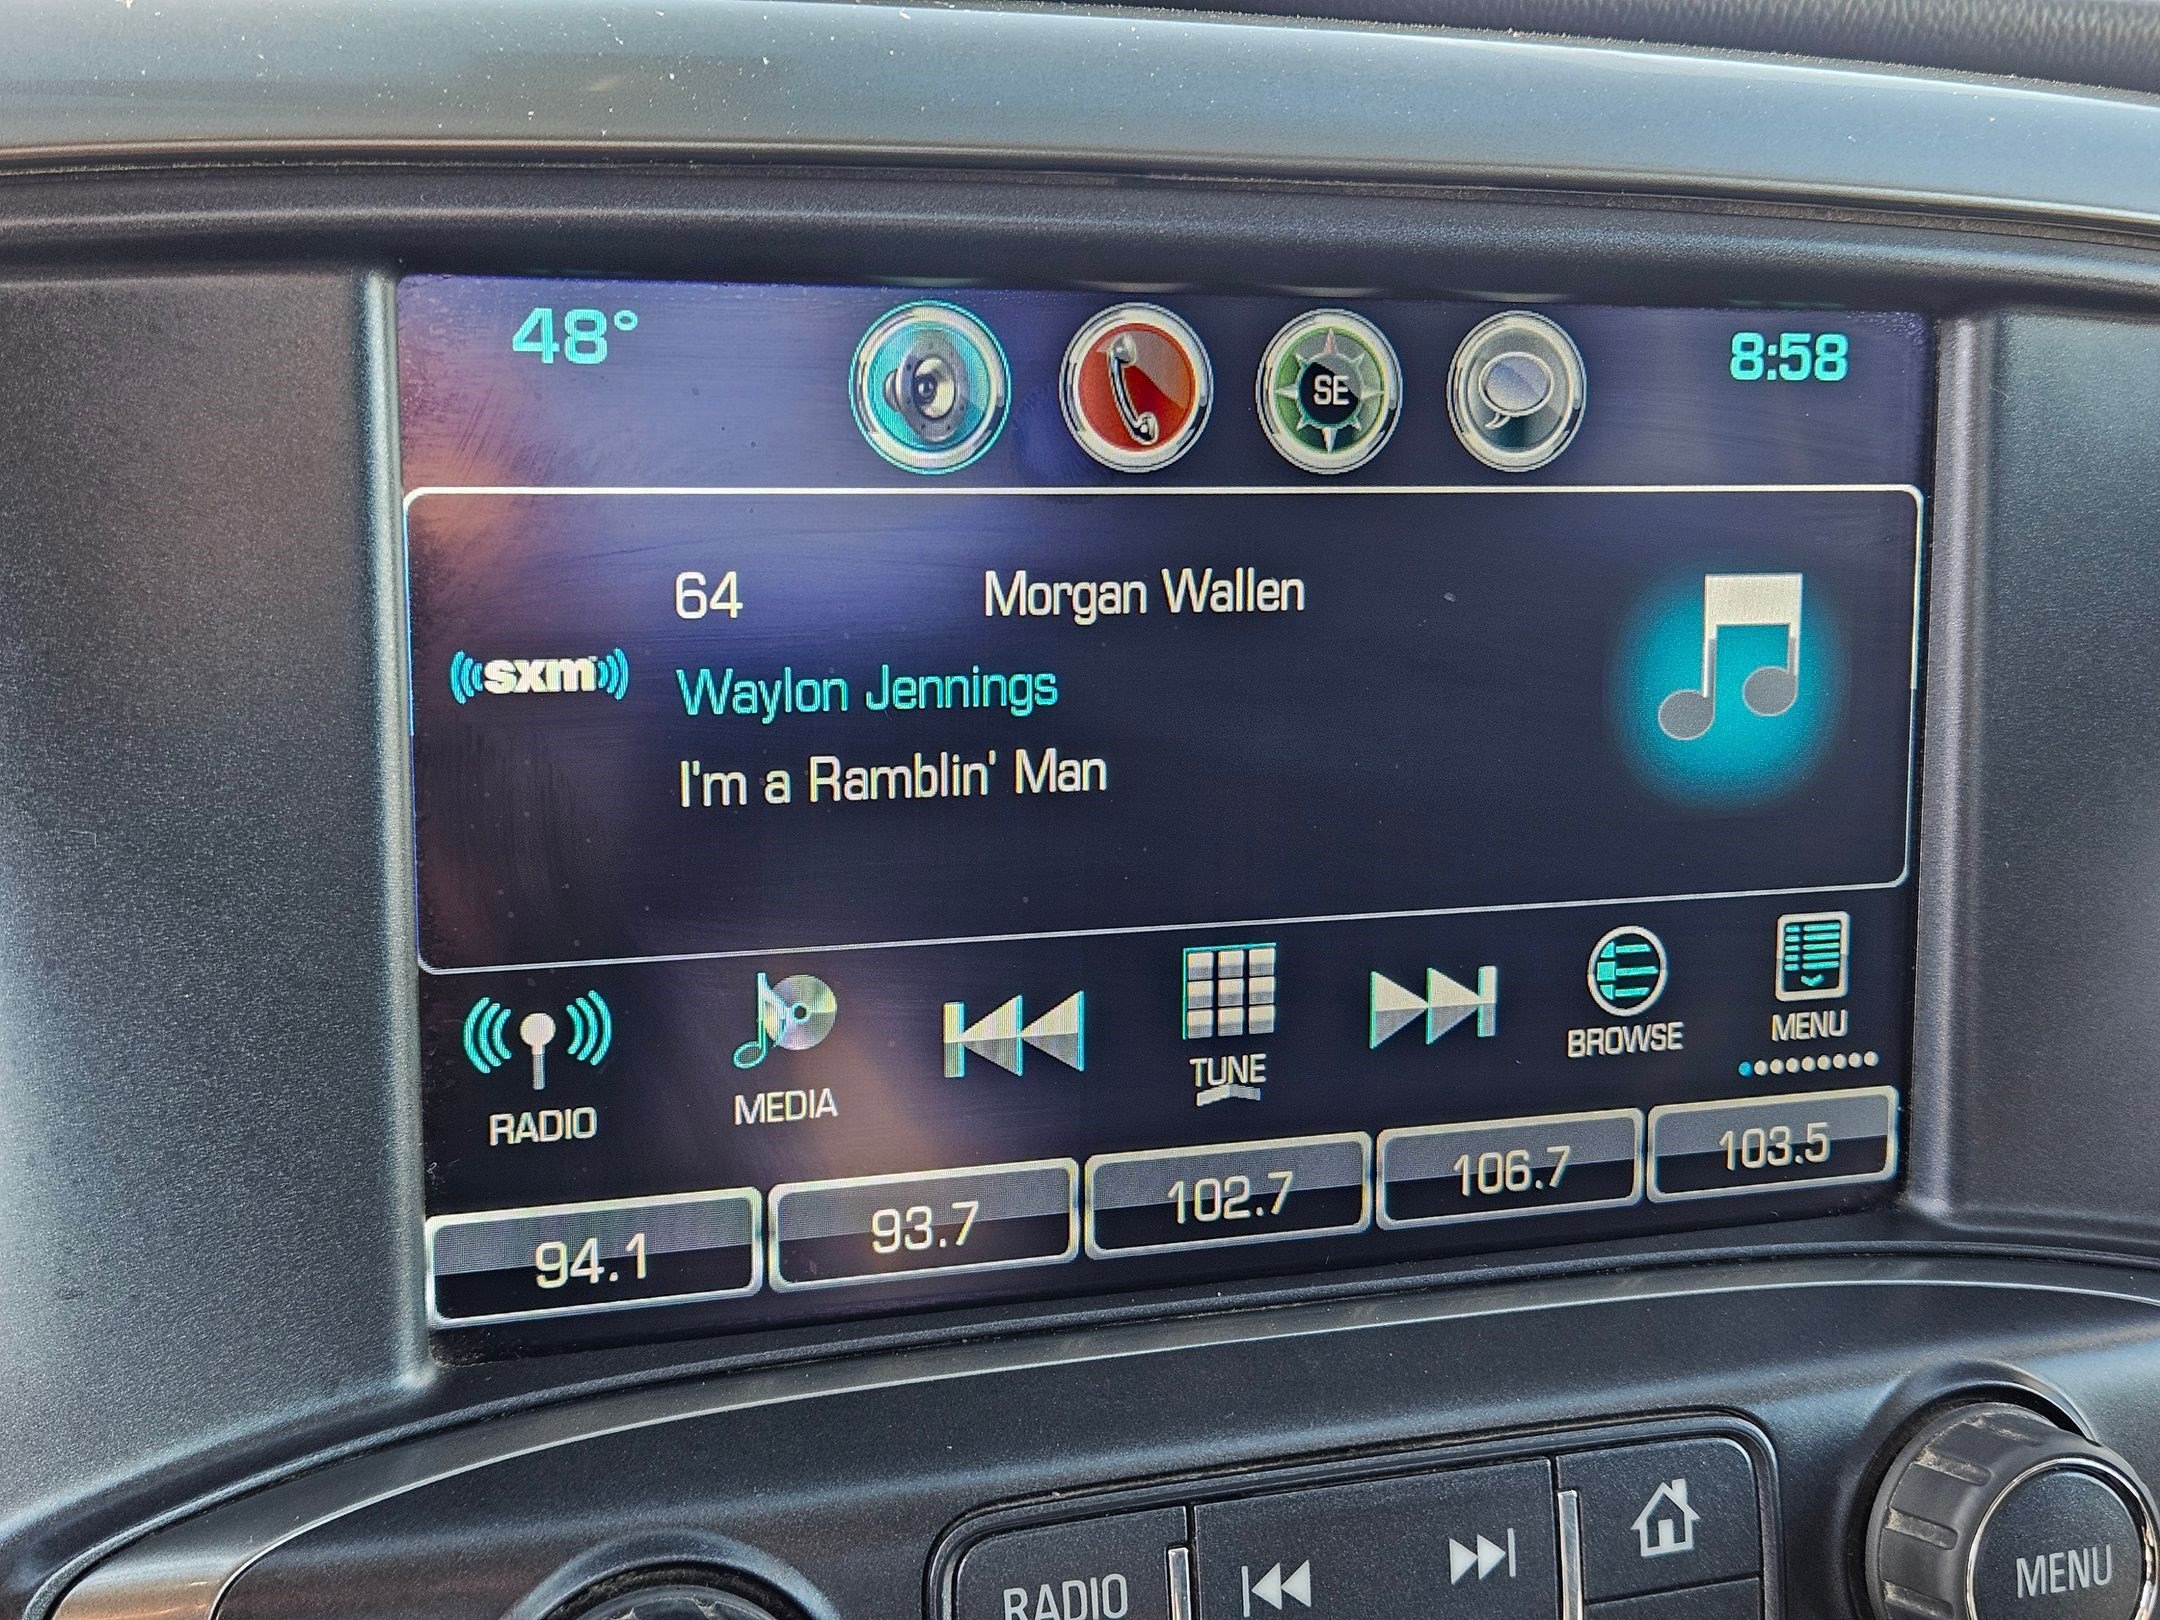 48°
SE
8:58
64 Morgan Wallen
((sxm))
Waylon Jennings
I'm a Ramblin' Man
RADIO
MEDIA
TUNE
BROWSE
MENU
94.1
93.7
102.7
106.7
103.5
RADIO
MENU